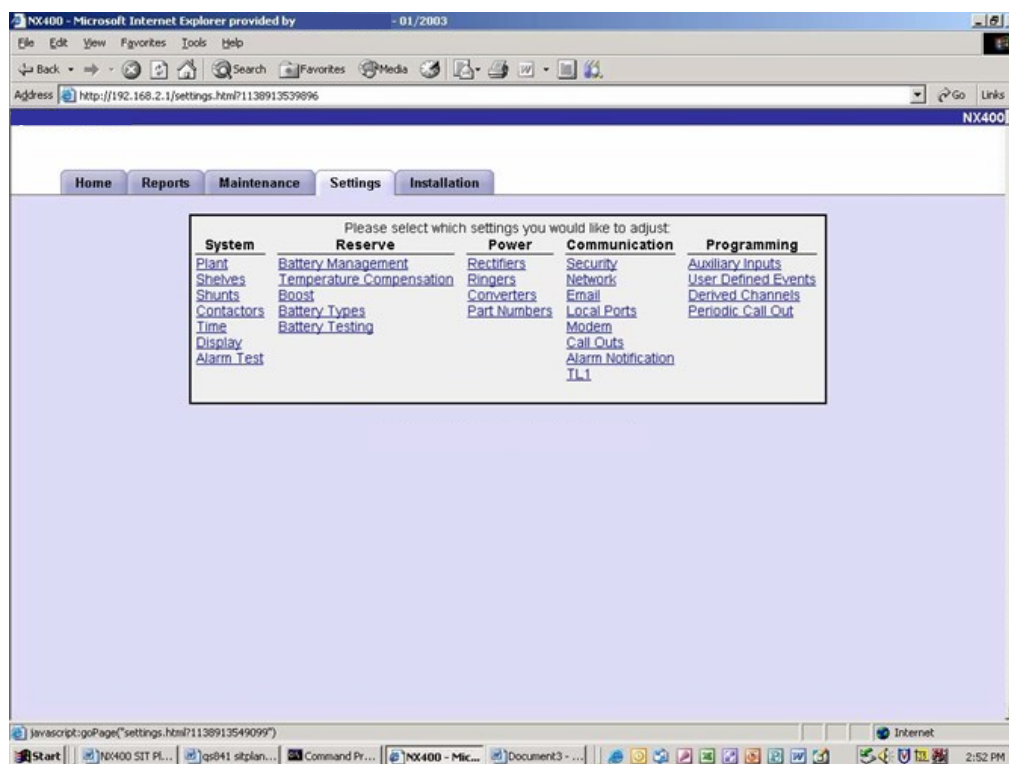 NX400 - Microsoft Internet Explorer provided by - 01/2003
File Edit View Favorites Tools Help
Back Search Favorites Media
Address http://192.168.2.1/settings.html?1138913539896 Go Links
NX400
Home Reports Maintenance Settings Installation
Please select which settings you would like to adjust:
System Reserve Power Communication Programming
Plant Battery Management Rectifiers Security Auxiliary Inputs
Shelves Temperature Compensation Ringers Network User Defined Events
Shunts Boost Converters Email Derived Channels
Contactors Battery Types Part Numbers Local Ports Periodic Call Out
Time Battery Testing Modem
Display Call Outs
Alarm Test Alarm Notification
TL1
javascript:goPage("settings.html?1138913549099") Internet
Start NX400 SIT Pl... qs841 sitplan... Command Pr... NX400 - Mic... Document3 - ... 2:52 PM